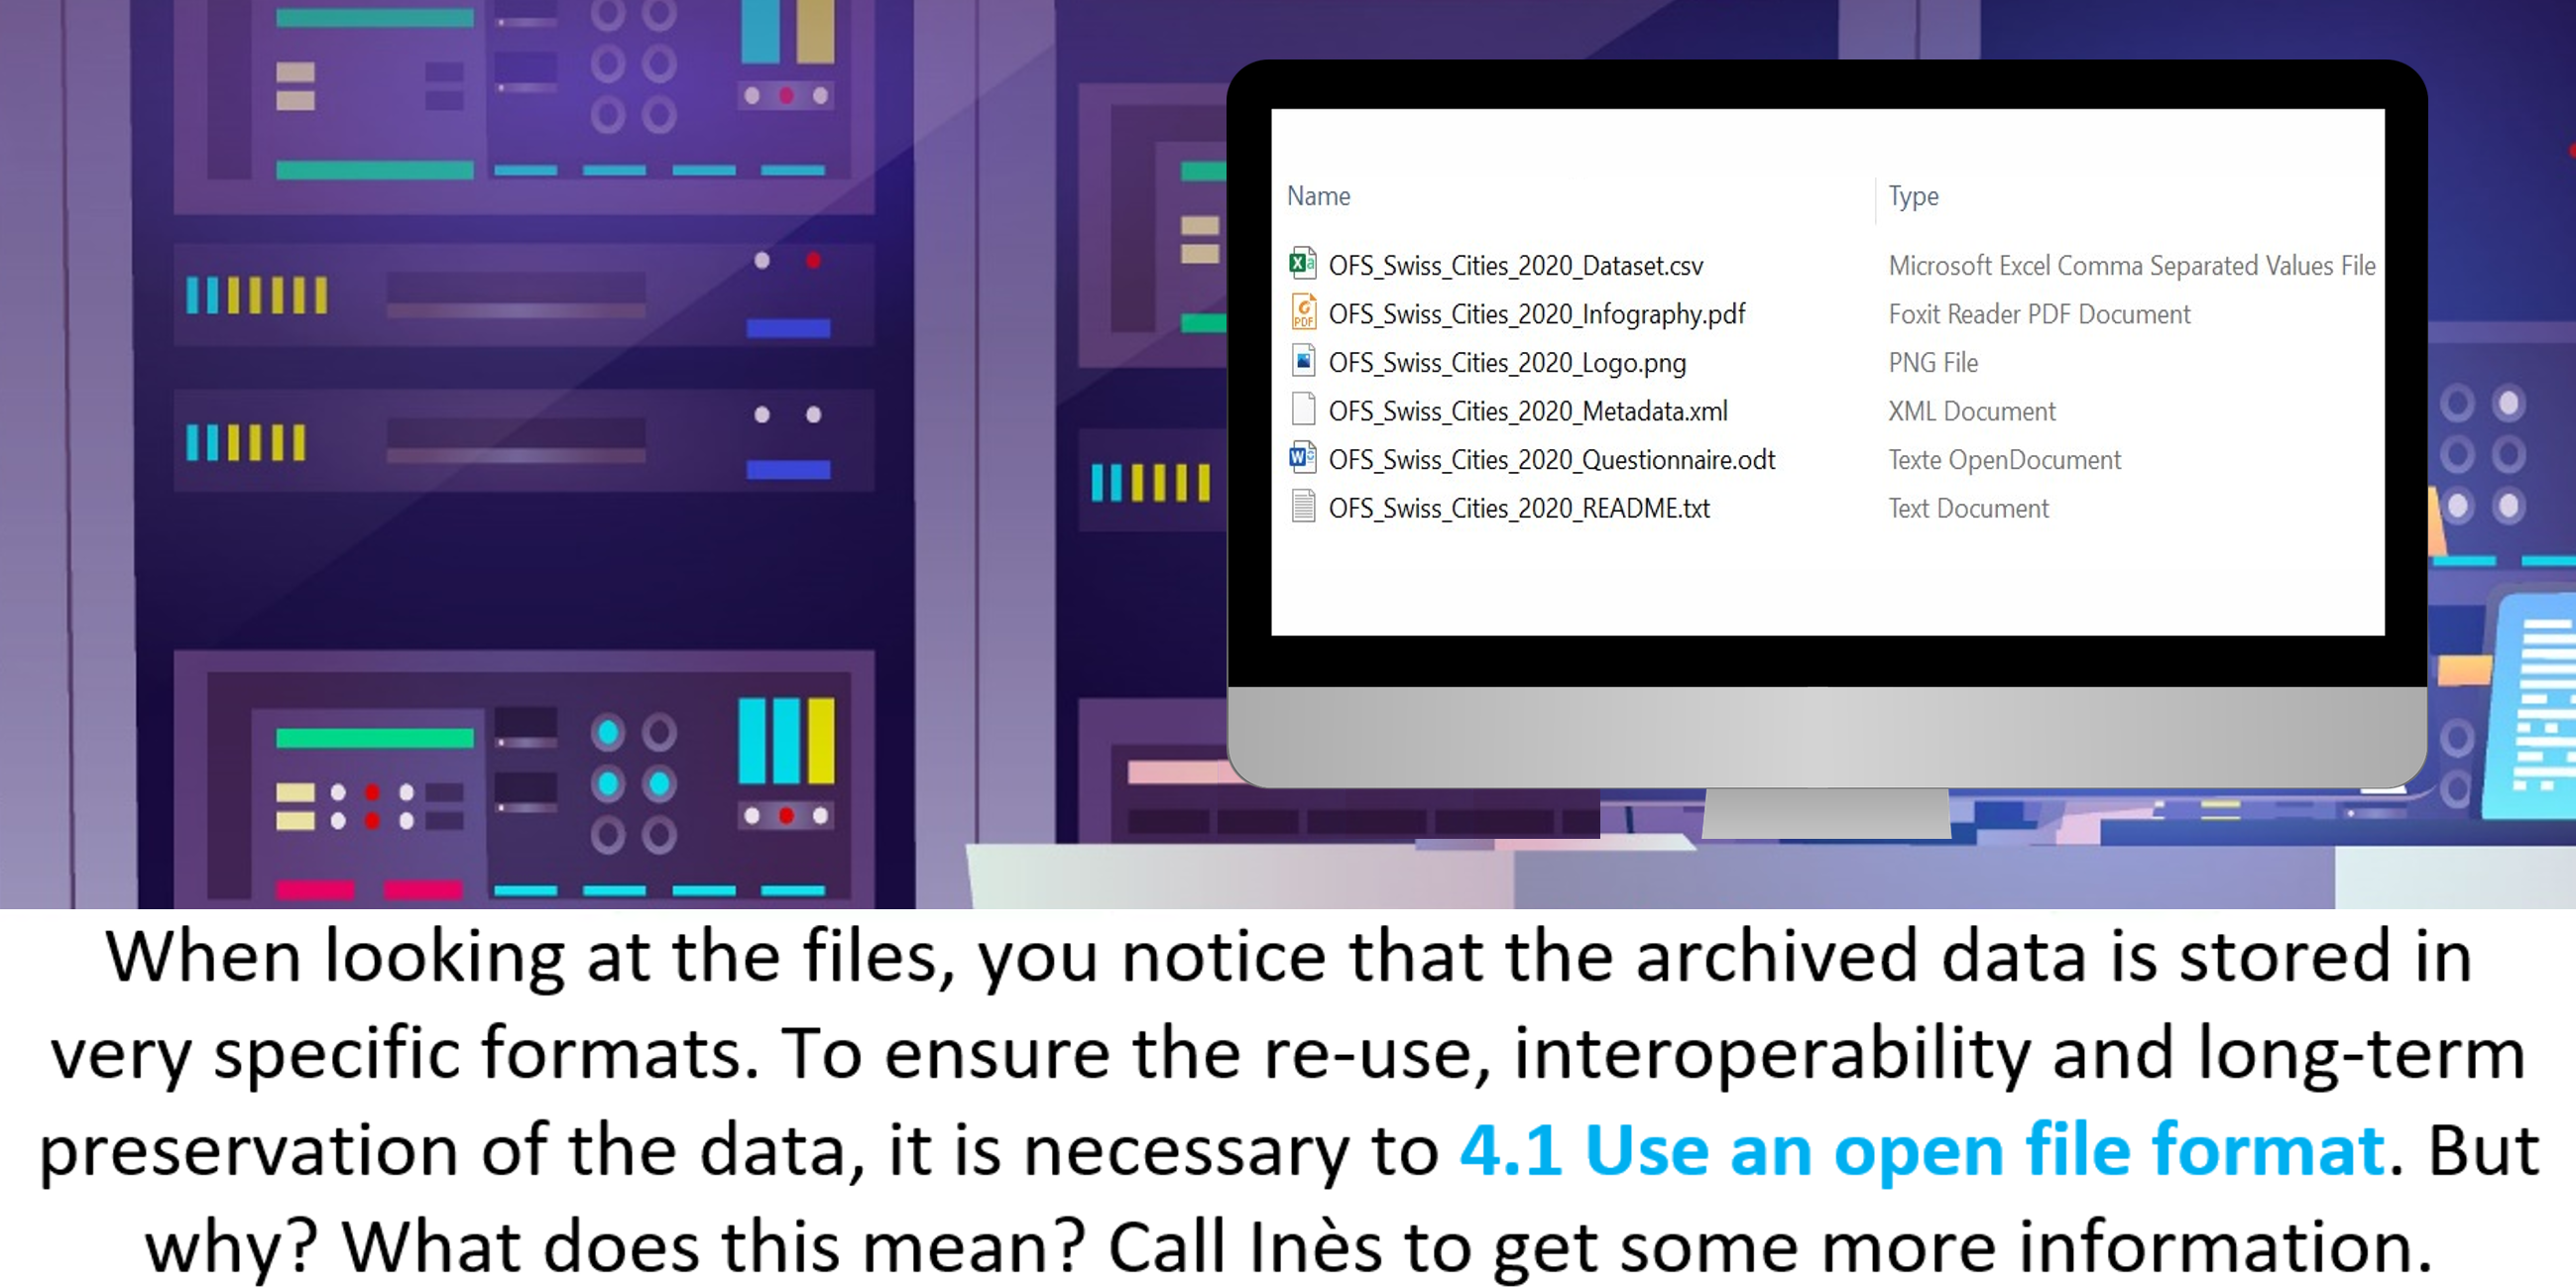 Name Type
OFS_Swiss_Cities_2020_Dataset.csv Microsoft Excel Comma Separated Values File
OFS_Swiss_Cities_2020_Infography.pdf Foxit Reader PDF Document
OFS_Swiss_Cities_2020_Logo.png PNG File
OFS_Swiss_Cities_2020_Metadata.xml XML Document
OFS_Swiss_Cities_2020_Questionnaire.odt Texte OpenDocument
OFS_Swiss_Cities_2020_README.txt Text Document
When looking at the files, you notice that the archived data is stored in
very specific formats. To ensure the re-use, interoperability and long-term
preservation of the data, it is necessary to 4.1 Use an open file format. But
why? What does this mean? Call Inès to get some more information.